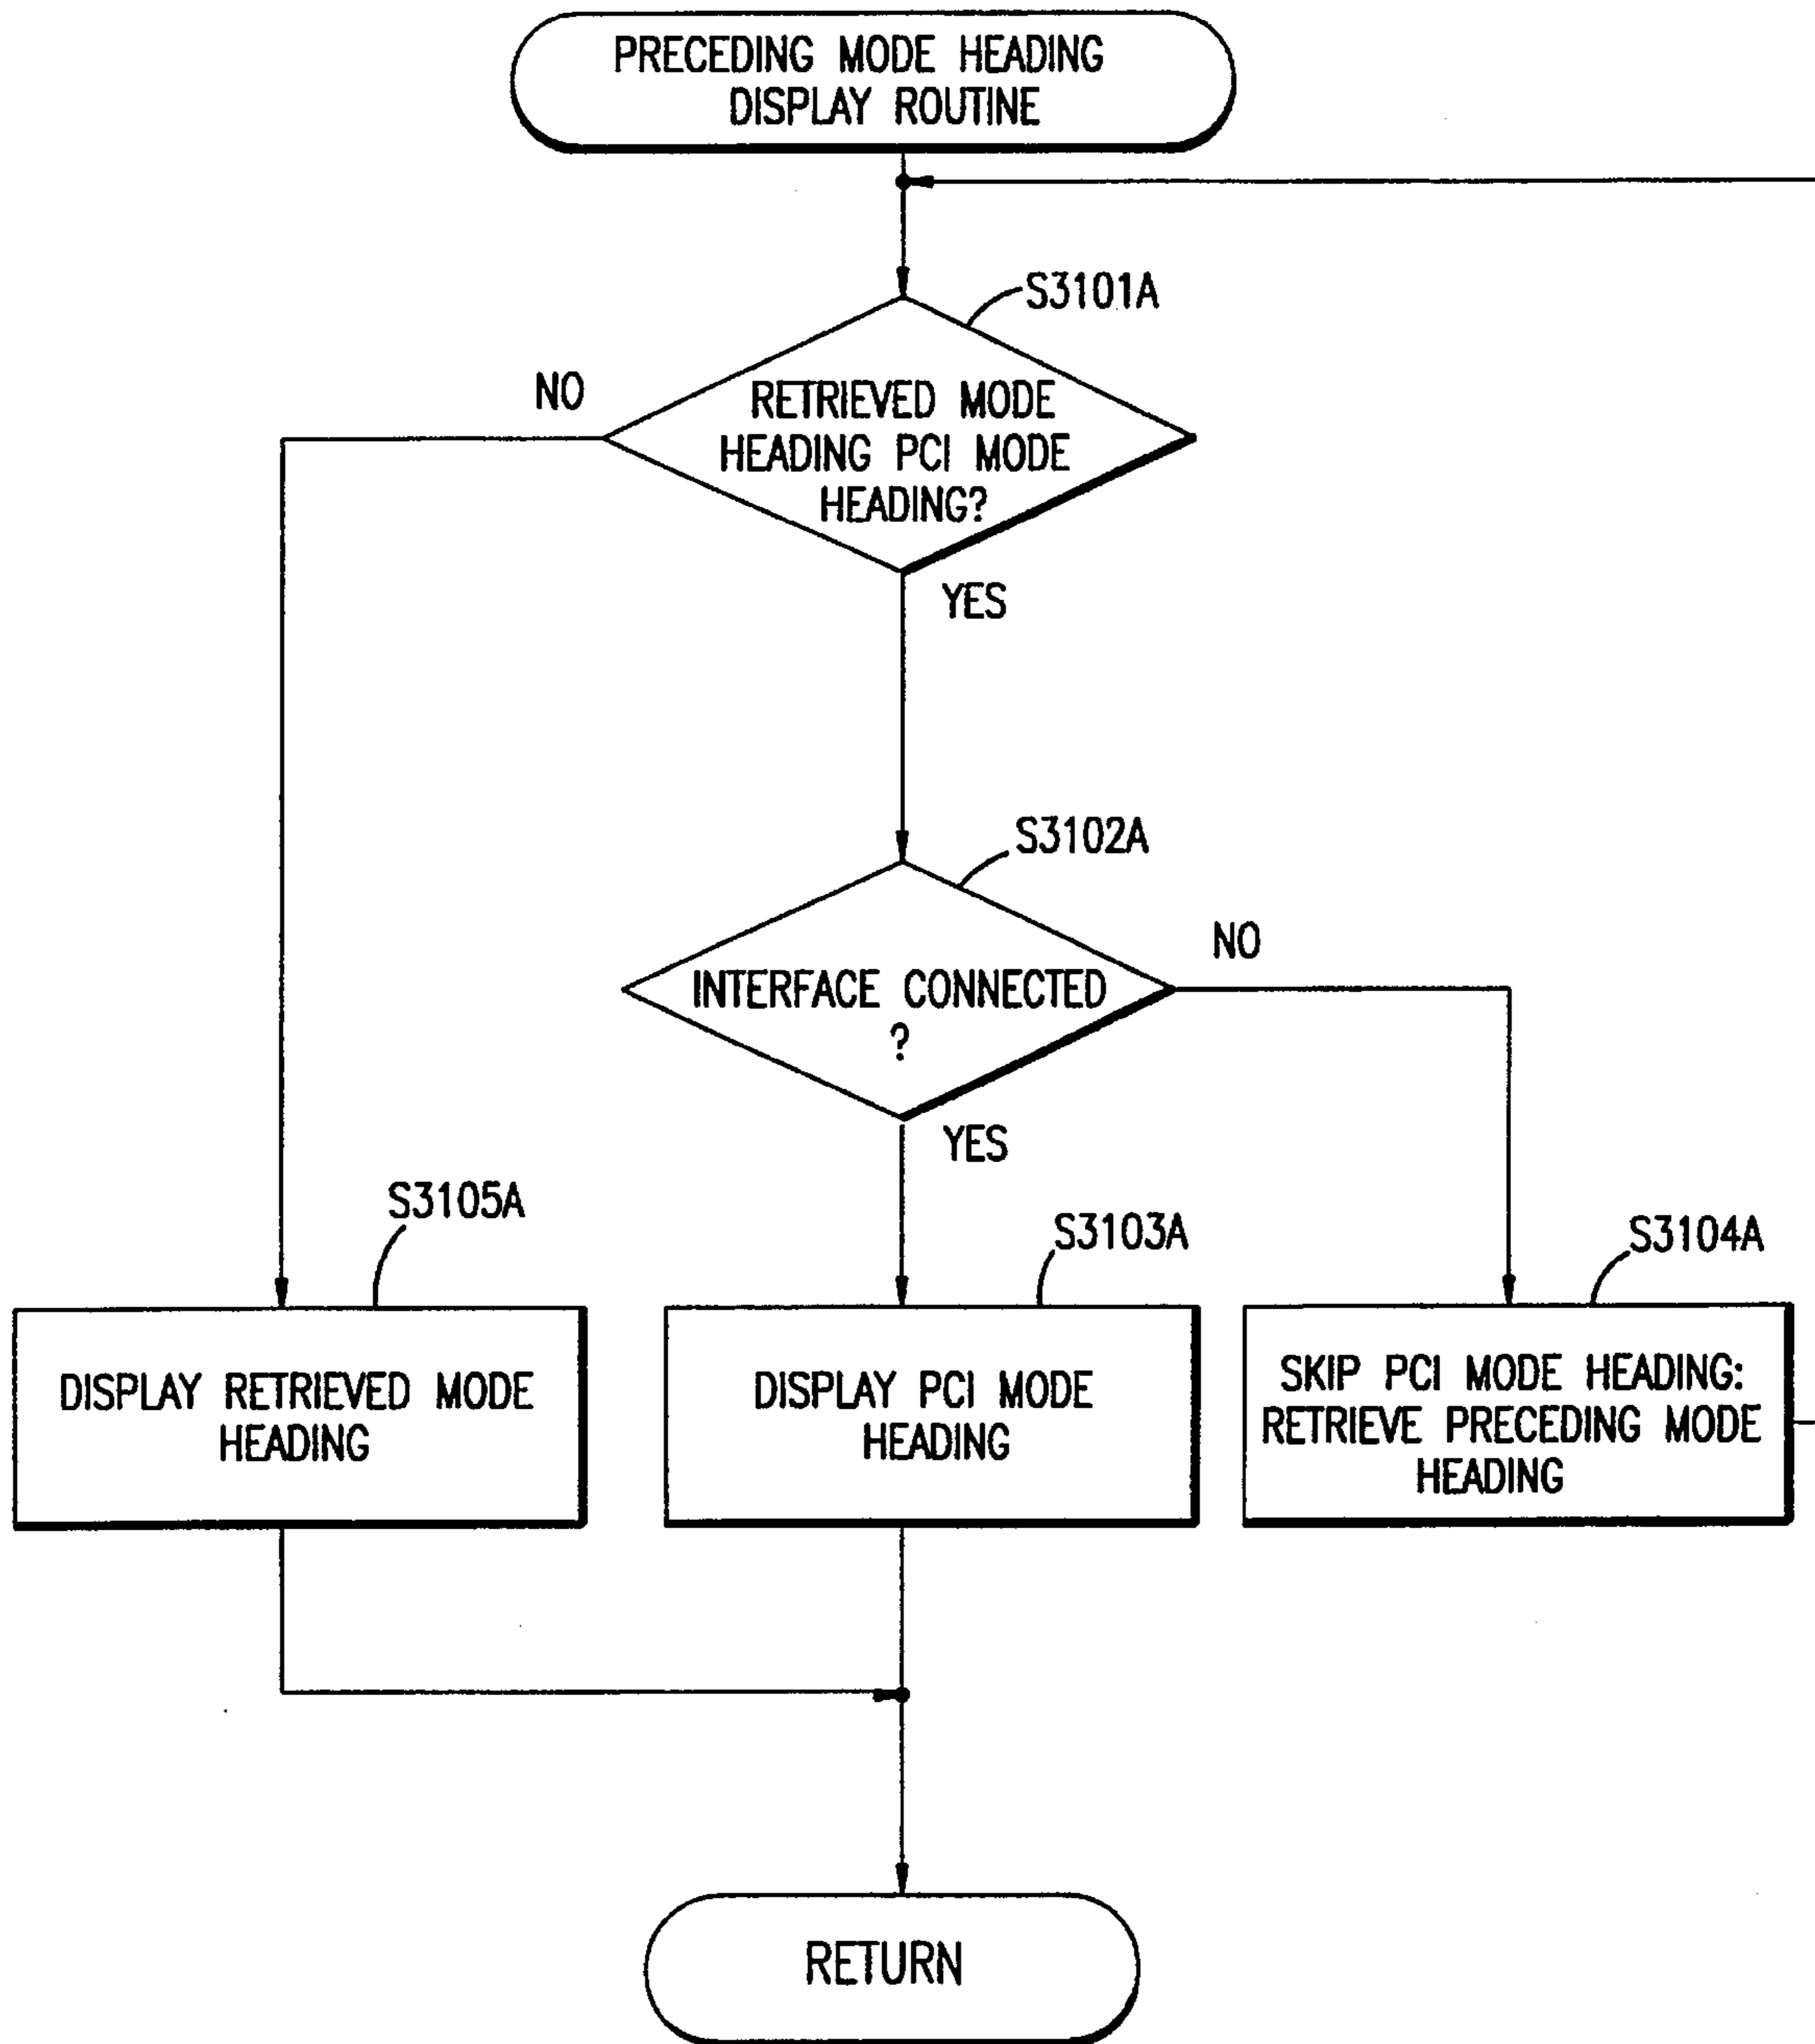 PRECEDING MODE HEADING
DISPLAY ROUTINE
S3101A
NO
RETRIEVED MODE
HEADING PCI MODE
HEADING?
YES
S3102A
NO
INTERFACE CONNECTED
?
YES
S3105A
S3103A
S3104A
DISPLAY RETRIEVED MODE
HEADING
DISPLAY PCI MODE
HEADING
SKIP PCI MODE HEADING:
RETRIEVE PRECEDING MODE
HEADING
RETURN